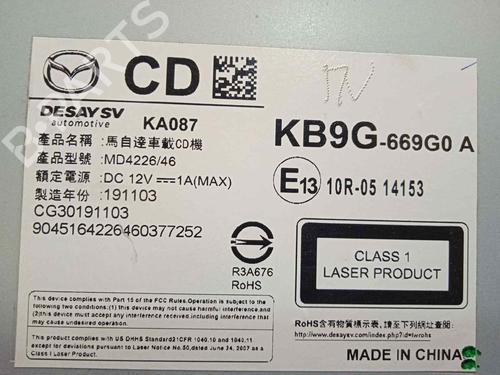 CD
DESAY SV
automotive
KA087
產品名稱 : 馬自達車載CD機
產品型號 : MD4226/46
額定電源 : DC 12V⎓1A(MAX)
製造年份 : 191103
CG30191103
9045164226460377252
R3A676
RoHS
This device complies with Part 15 of the FCC Rules.Operation is subject to the
following two conditions:(1)this device may not cause harmful interference,and
(2)this device must accept any interference received,including interference that
may cause undesired operation.
This product complies with US DHHS Standard21CFR 1040.10 and 1040.11,
except for deviations pursuant to Laser Notice No.50,dated June 24, 2007 as a
Class I Laser Product.
KB9G-669G0 A
E13 10R-05 14153
CLASS 1
LASER PRODUCT
RoHS含有物質標示表, 請至下列網址查閱:
http://www.desaysv.com/index.php?id=twrohs
MADE IN CHINA